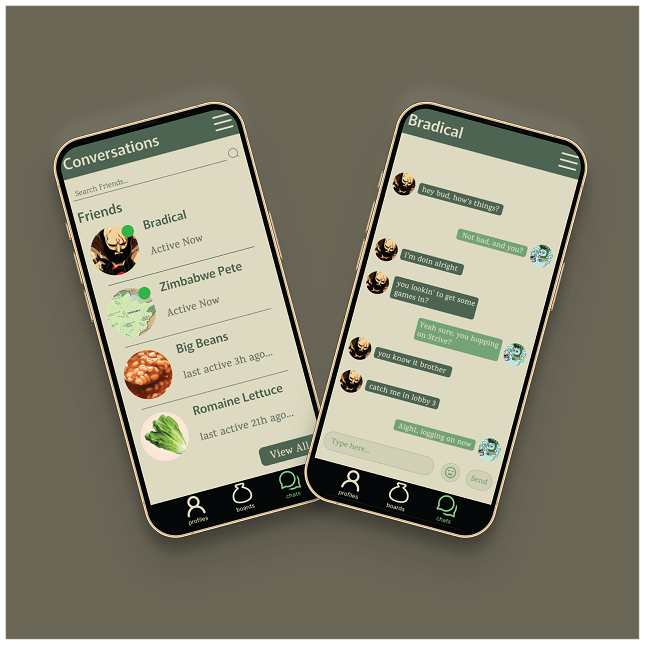 Conversations
Search Friends...
Friends
Bradical
Active Now
Zimbabwe Pete
Active Now
Big Beans
last active 3h ago...
Romaine Lettuce
last active 21h ago...
View All
profiles
boards
chats
Bradical
hey bud, how's things?
Not bad, and you?
i'm doin alright
you lookin' to get some
games in?
Yeah sure, you hopping
on Strive?
you know it brother
catch me in lobby 3
Aight, logging on now
Type here...
Send
profiles
boards
chats